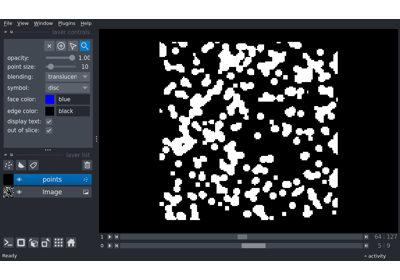 File View Window Plugins Help
layer controls
opacity: 1.00
point size: 10
blending: translucen
symbol: disc
face color: blue
edge color: black
display text:
out of slice:
layer list
points
Image
1 64 127
0 5 9
Ready activity